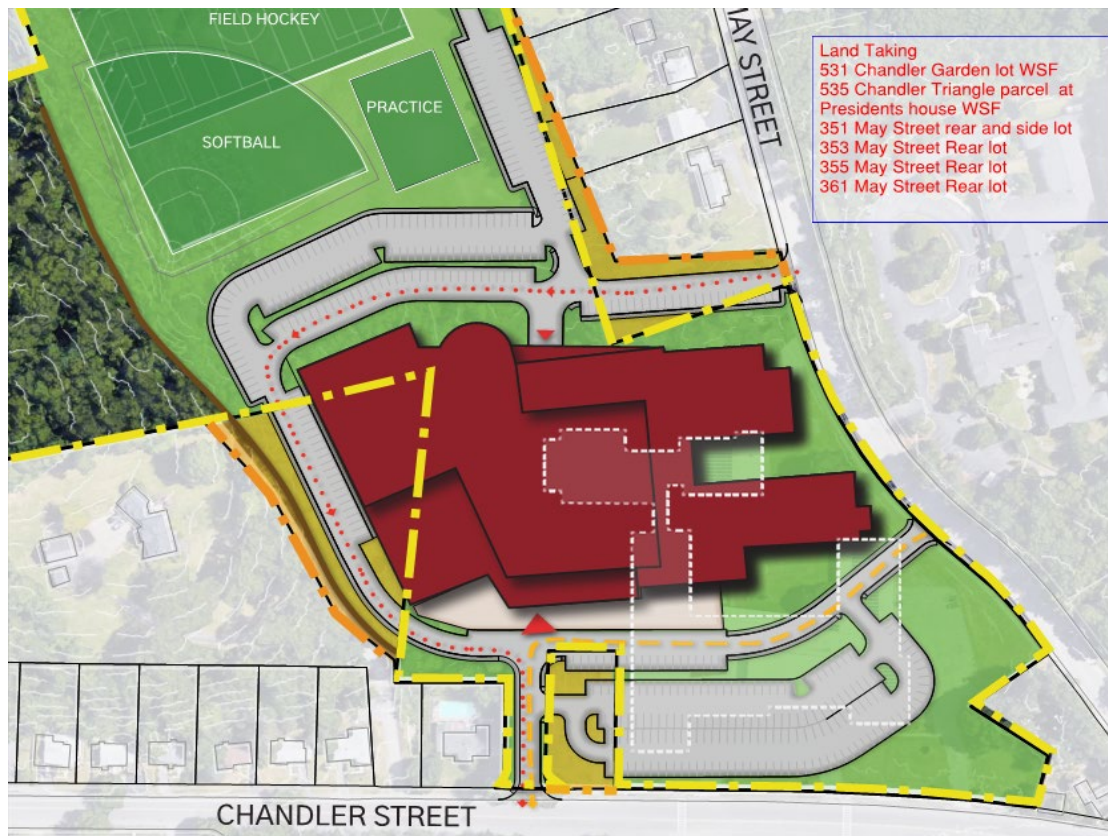 FIELD HOCKEY
PRACTICE
SOFTBALL
MAY STREET
Land Taking
531 Chandler Garden lot WSF
535 Chandler Triangle parcel at
Presidents house WSF
351 May Street rear and side lot
353 May Street Rear lot
355 May Street Rear lot
361 May Street Rear lot
CHANDLER STREET